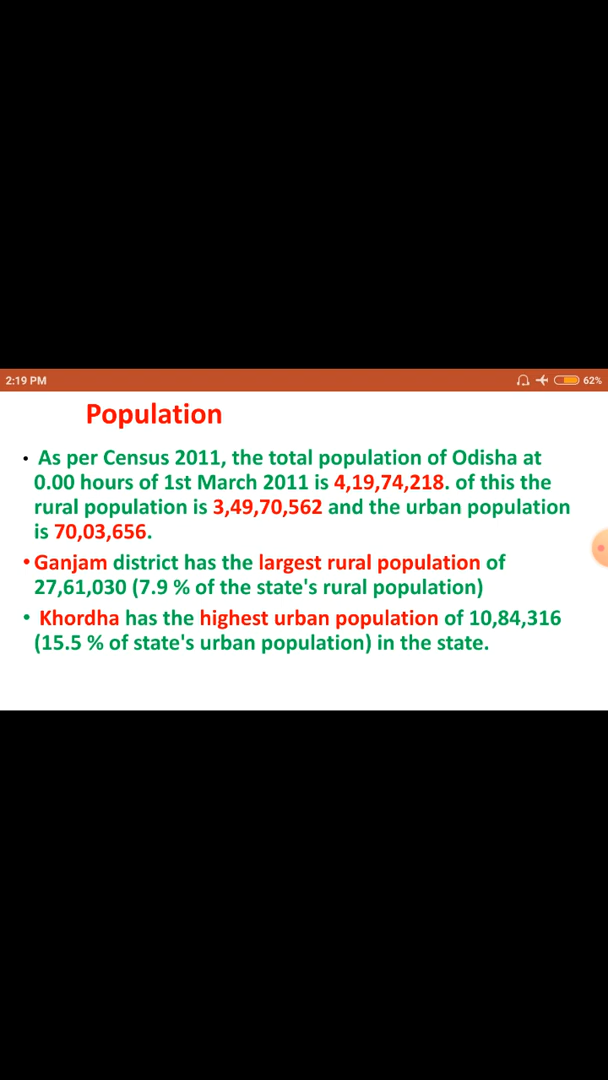 2:19 PM 62%
Population
• As per Census 2011, the total population of Odisha at
0.00 hours of 1st March 2011 is 4,19,74,218. of this the
rural population is 3,49,70,562 and the urban population
is 70,03,656.
• Ganjam district has the largest rural population of
27,61,030 (7.9 % of the state's rural population)
• Khordha has the highest urban population of 10,84,316
(15.5 % of state's urban population) in the state.